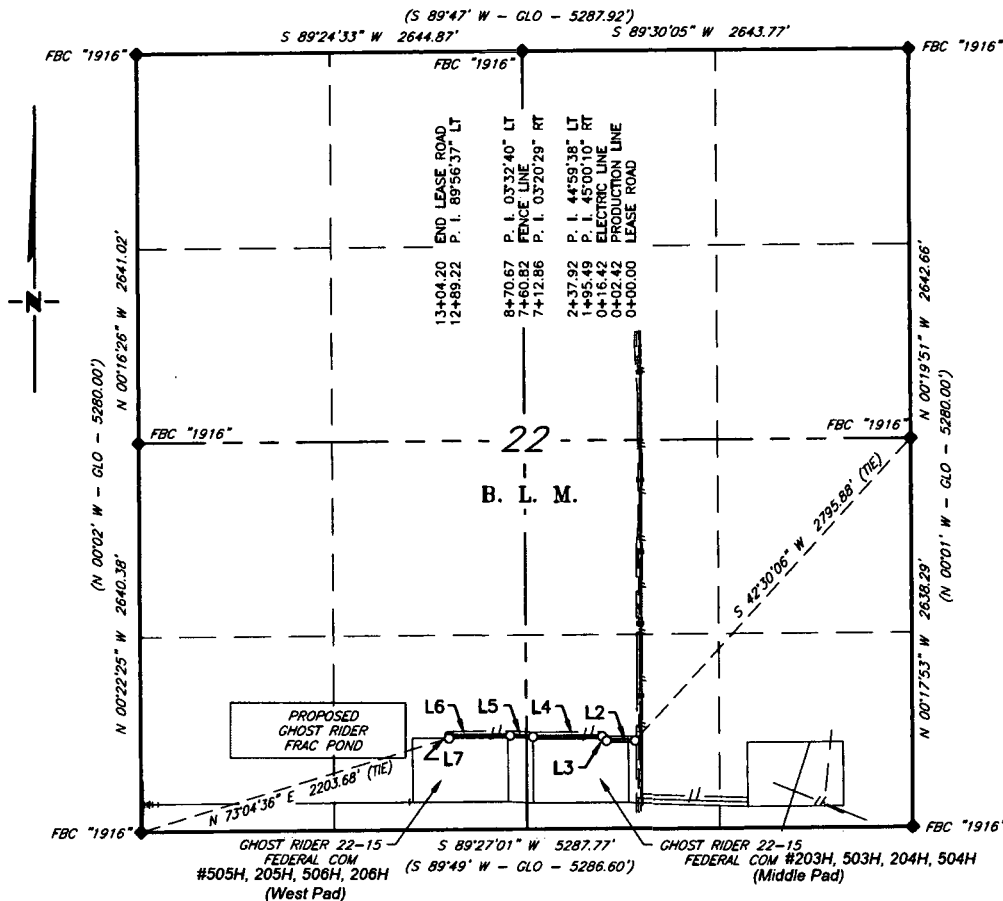 (S 89°47' W - GLO - 5287.92')
S 89°24'33" W 2644.87'
S 89°30'05" W 2643.77'
FBC "1916"
FBC "1916"
FBC "1916"
13+04.20 END LEASE ROAD
12+89.22 P. I. 89°56'37" LT
8+70.67 P. I. 03°32'40" LT
7+60.82 FENCE LINE
7+12.86 P. I. 03°20'29" RT
2+37.92 P. I. 44°59'38" LT
1+95.49 P. I. 45°00'10" RT
0+16.42 ELECTRIC LINE
0+02.42 PRODUCTION LINE
0+00.00 LEASE ROAD
N 00°16'26" W 2641.02'
N 00°19'51" W 2642.66'
-N-
(N 00°02' W - GLO - 5280.00')
(N 00°01' W - GLO - 5280.00')
FBC "1916"
FBC "1916"
22
B. L. M.
S 42°30'06" W 2795.88' (TIE)
N 00°22'25" W 2640.38'
N 00°17'53" W 2638.29'
PROPOSED
GHOST RIDER
FRAC POND
L6
L5
L4
L2
L7
L3
N 73°04'36" E 2203.68' (TIE)
FBC "1916"
FBC "1916"
S 89°27'01" W 5287.77'
(S 89°49' W - GLO - 5286.60')
GHOST RIDER 22-15
FEDERAL COM
#505H, 205H, 506H, 206H
(West Pad)
GHOST RIDER 22-15
FEDERAL COM #203H, 503H, 204H, 504H
(Middle Pad)